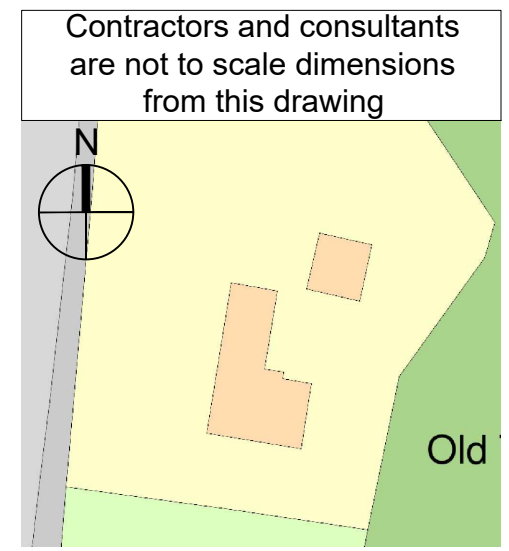 Contractors and consultants
are not to scale dimensions
from this drawing
N
Old